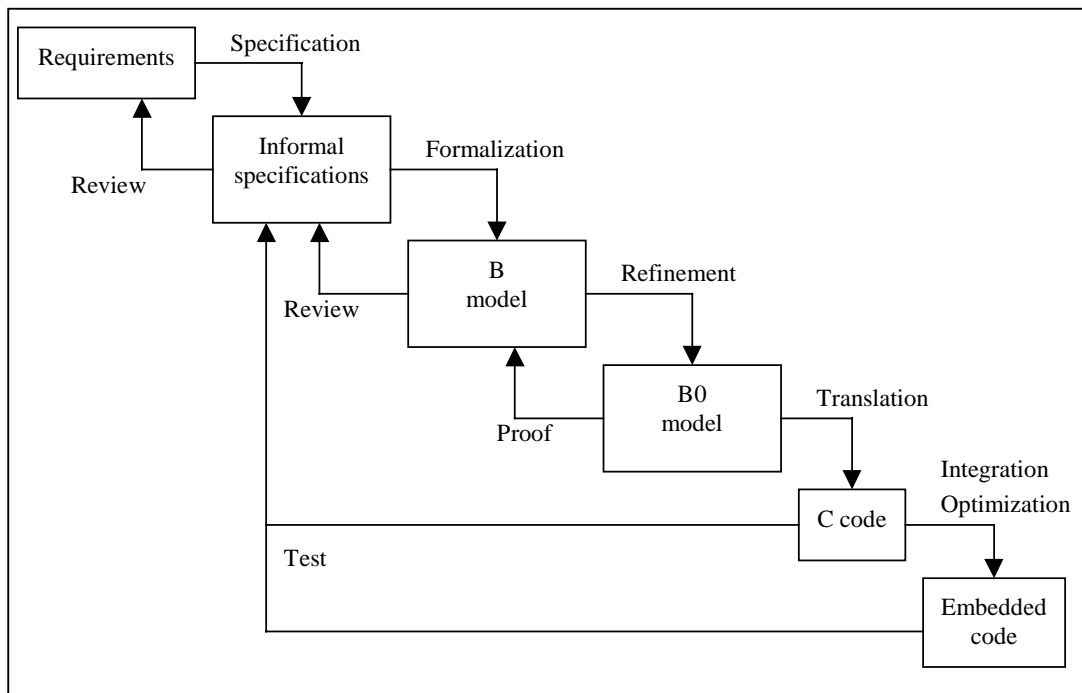 Requirements
Specification
Informal
specifications
Review
Formalization
B
model
Review
Refinement
B0
model
Proof
Translation
C code
Integration
Optimization
Test
Embedded
code